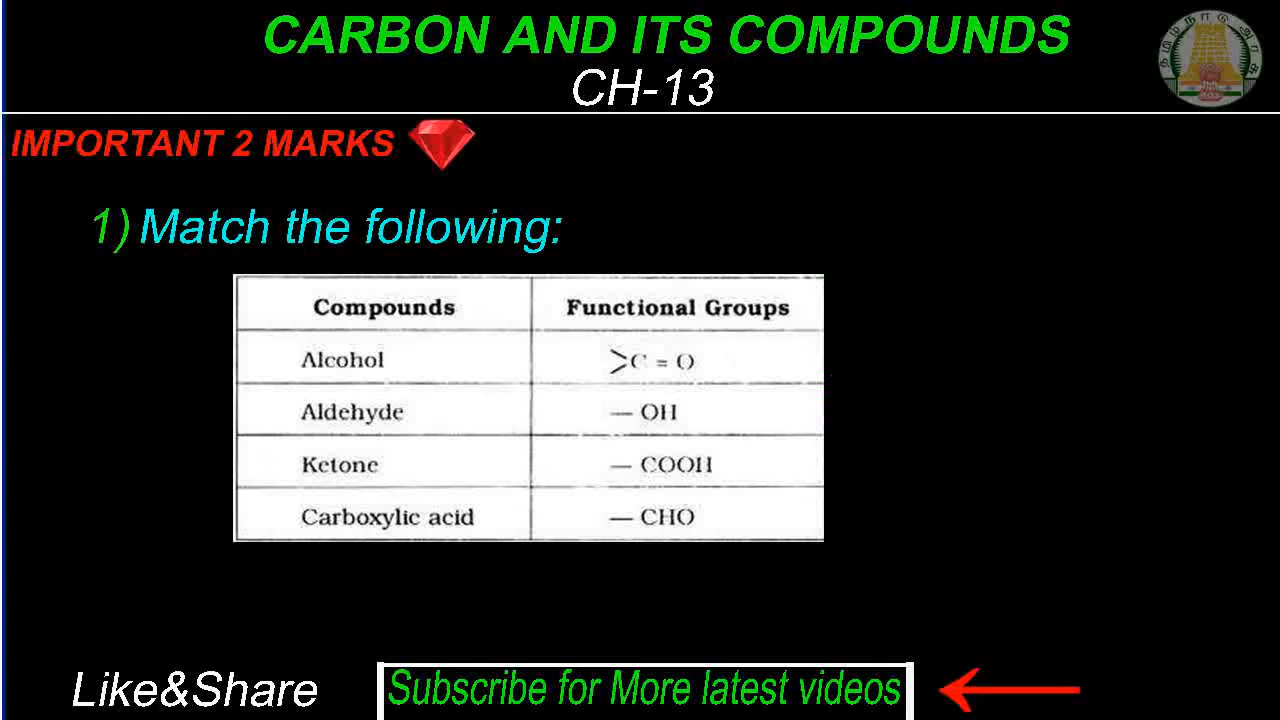 CARBON AND ITS COMPOUNDS
CH-13
IMPORTANT 2 MARKS
1) Match the following:
Compounds Functional Groups
Alcohol >C = O
Aldehyde — OH
Ketone — COOH
Carboxylic acid — CHO
Like&Share
Subscribe for More latest videos